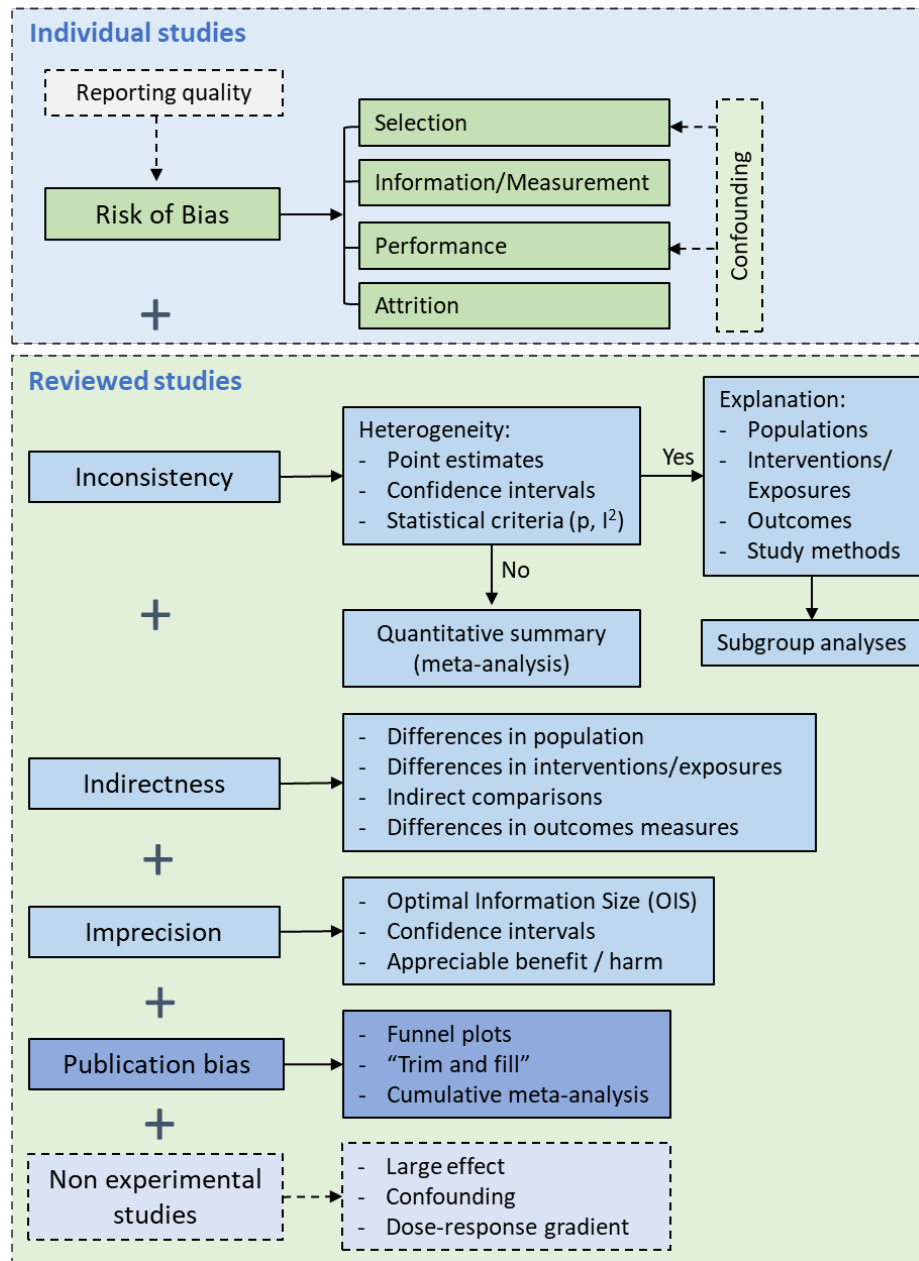 Individual studies
Reporting quality
Risk of Bias
Selection
Information/Measurement
Performance
Attrition
Confounding
+
Reviewed studies
Inconsistency
Heterogeneity:
- Point estimates
- Confidence intervals
- Statistical criteria (p, I²)
Yes
Explanation:
- Populations
- Interventions/
Exposures
- Outcomes
- Study methods
No
+
Quantitative summary
(meta-analysis)
Subgroup analyses
Indirectness
- Differences in population
- Differences in interventions/exposures
- Indirect comparisons
- Differences in outcomes measures
+
Imprecision
- Optimal Information Size (OIS)
- Confidence intervals
- Appreciable benefit / harm
+
Publication bias
- Funnel plots
- “Trim and fill”
- Cumulative meta-analysis
+
Non experimental
studies
- Large effect
- Confounding
- Dose-response gradient